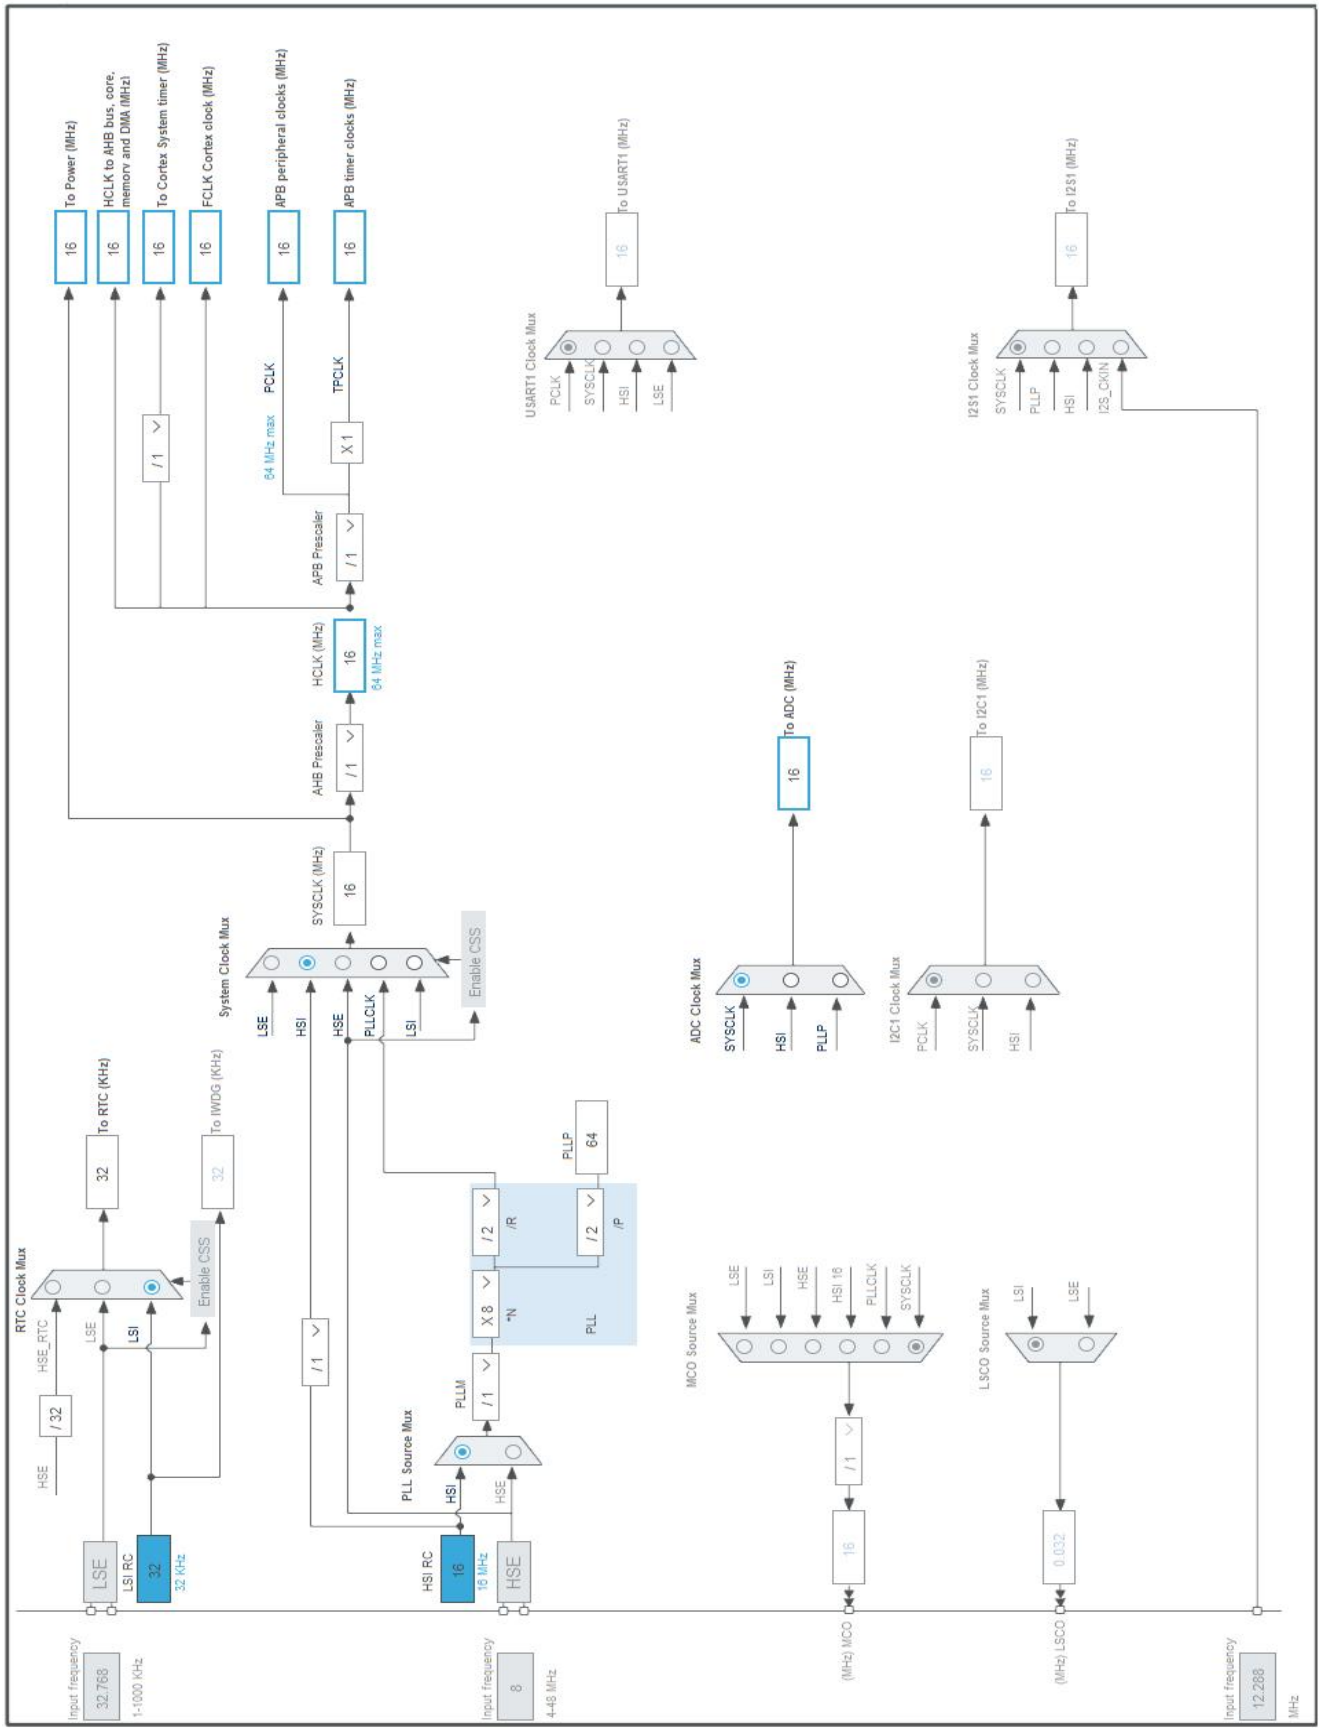 RTC Clock Mux
HSE
/ 32
HSE_RTC
LSE
LSI
Enable CSS
32
To RTC (KHz)
32
To IWDG (KHz)
Input frequency
32.768
1-1000 KHz
LSE
LSI RC
32
32 KHz
System Clock Mux
LSE
HSI
HSE
PLLCLK
LSI
Enable CSS
/ 1
SYSCLK (MHz)
16
AHB Prescaler
/ 1
HCLK (MHz)
16
64 MHz max
APB Prescaler
/ 1
X 1
64 MHz max
PCLK
TPCLK
/ 1
16
To Power (MHz)
16
HCLK to AHB bus, core,
memory and DMA (MHz)
16
To Cortex System timer (MHz)
16
FCLK Cortex clock (MHz)
16
APB peripheral clocks (MHz)
16
APB timer clocks (MHz)
PLL Source Mux
HSI RC
16
16 MHz
HSI
HSE
Input frequency
8
4-48 MHz
HSE
PLLM
/ 1
X 8
*N
/ 2
/R
/ 2
/P
PLL
PLLP
64
USART1 Clock Mux
PCLK
SYSCLK
HSI
LSE
16
To USART1 (MHz)
ADC Clock Mux
SYSCLK
HSI
PLLP
16
To ADC (MHz)
MCO Source Mux
LSE
LSI
HSE
HSI 16
PLLCLK
SYSCLK
/ 1
16
(MHz) MCO
I2C1 Clock Mux
PCLK
SYSCLK
HSI
16
To I2C1 (MHz)
I2S1 Clock Mux
SYSCLK
PLLP
HSI
I2S_CKIN
16
To I2S1 (MHz)
LSCO Source Mux
LSI
LSE
0.032
(MHz) LSCO
Input frequency
12.288
MHz